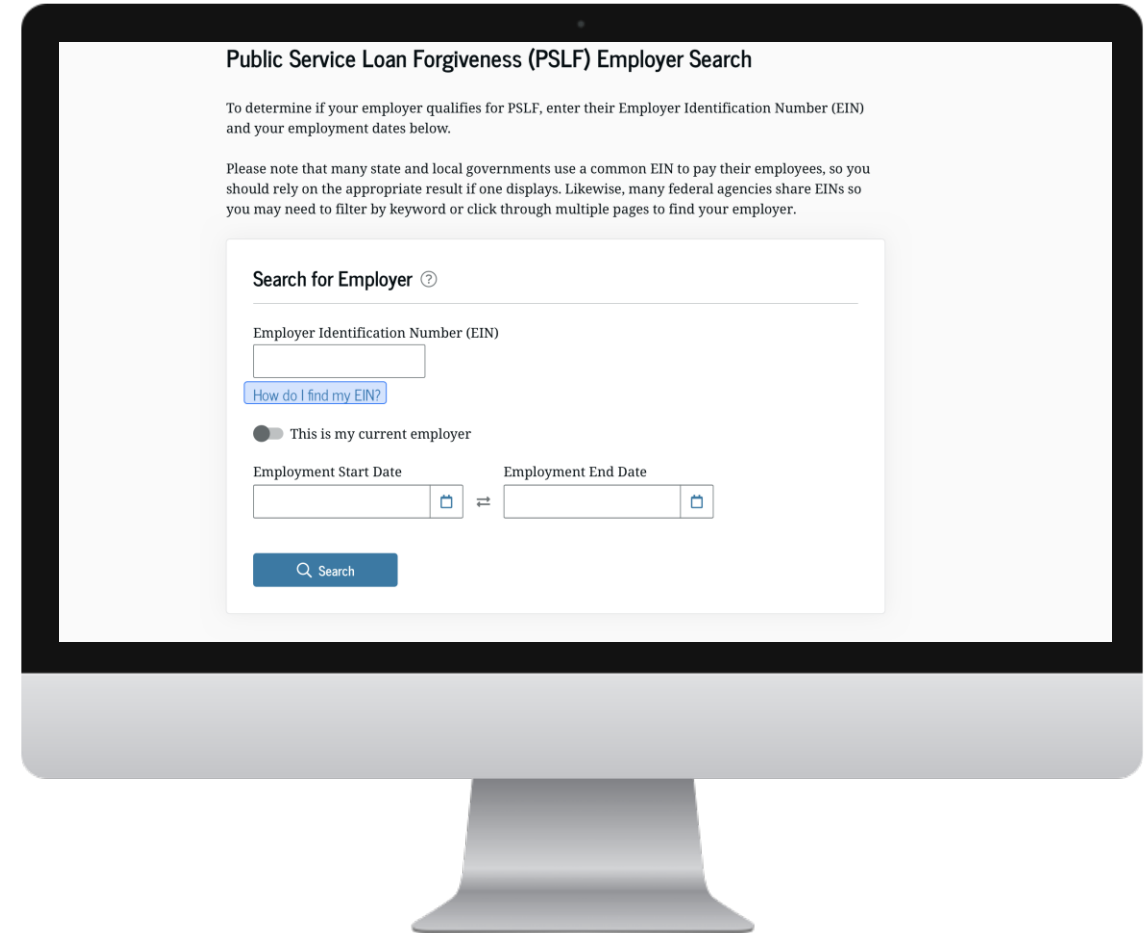 Public Service Loan Forgiveness (PSLF) Employer Search
To determine if your employer qualifies for PSLF, enter their Employer Identification Number (EIN)
and your employment dates below.
Please note that many state and local governments use a common EIN to pay their employees, so you
should rely on the appropriate result if one displays. Likewise, many federal agencies share EINs so
you may need to filter by keyword or click through multiple pages to find your employer.
Search for Employer ?
Employer Identification Number (EIN)
How do I find my EIN?
This is my current employer
Employment Start Date Employment End Date
Search